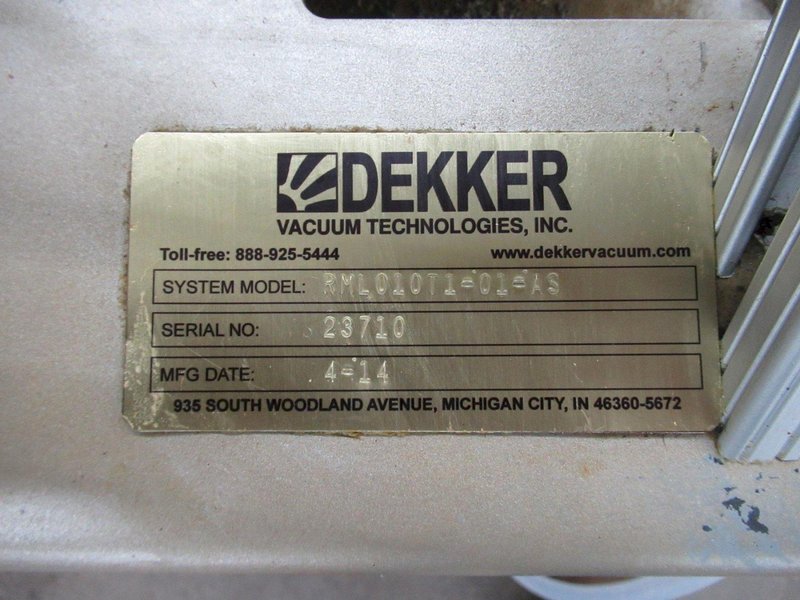 DEKKER
VACUUM TECHNOLOGIES, INC.
Toll-free: 888-925-5444 www.dekkervacuum.com
SYSTEM MODEL: RML010T1-01-AS
SERIAL NO: 23710
MFG DATE: 4-14
935 SOUTH WOODLAND AVENUE, MICHIGAN CITY, IN 46360-5672